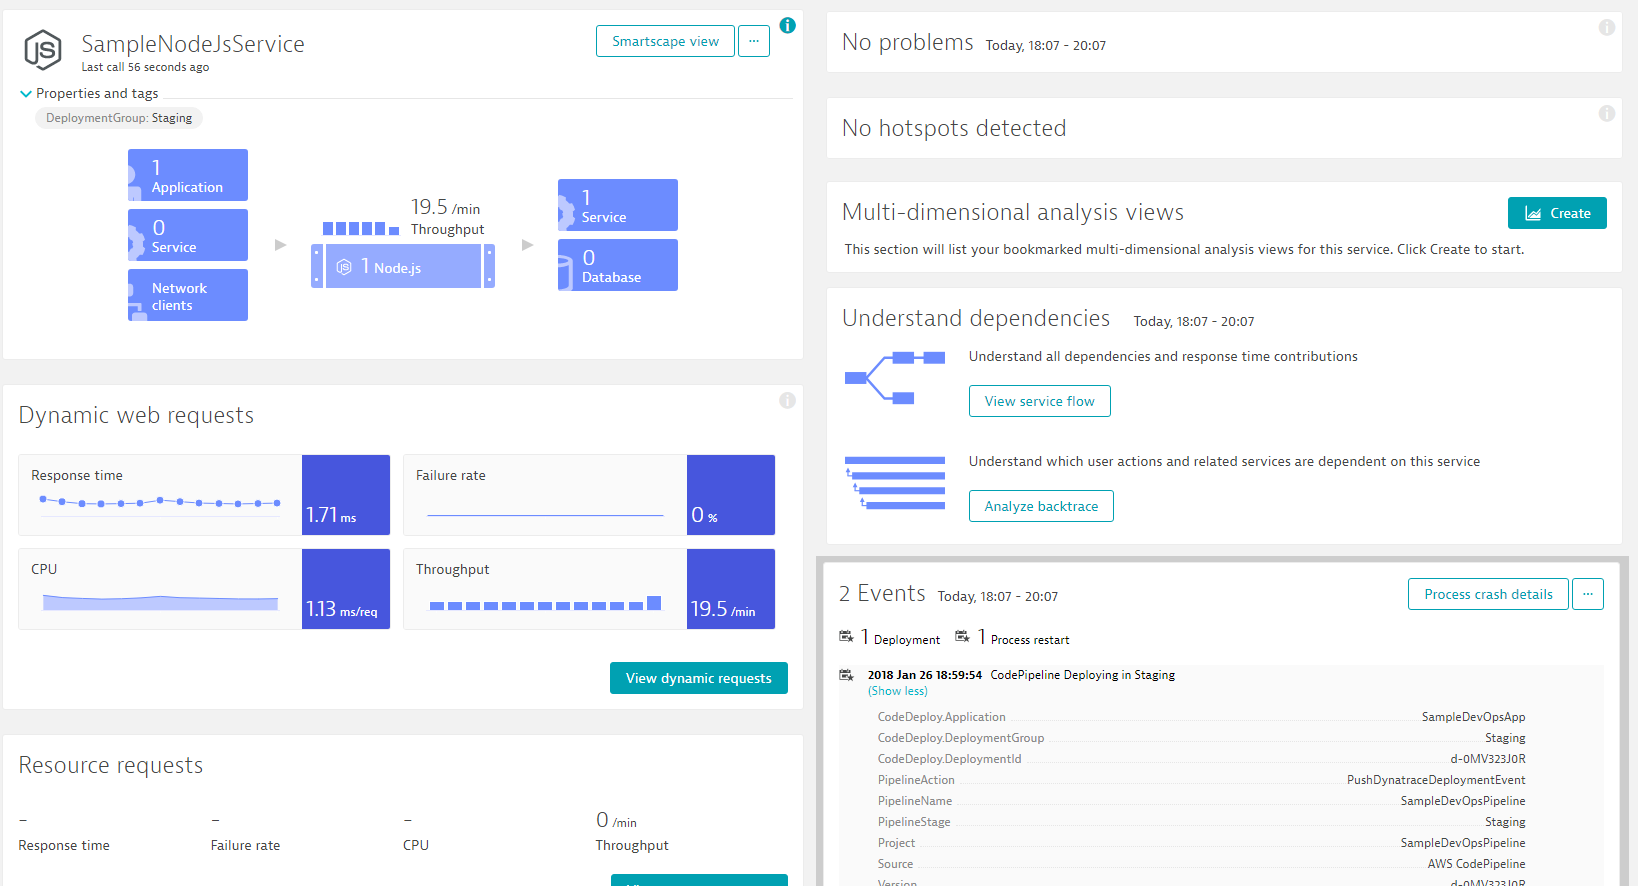 SampleNodeJsService
Last call 56 seconds ago
Smartscape view
...
Properties and tags
DeploymentGroup: Staging
1
Application
0
Service
Network
clients
19.5 /min
Throughput
1 Node.js
1
Service
0
Database
Dynamic web requests
Response time
1.71 ms
Failure rate
0 %
CPU
1.13 ms/req
Throughput
19.5 /min
View dynamic requests
Resource requests
–
Response time
–
Failure rate
–
CPU
0 /min
Throughput
No problems Today, 18:07 - 20:07
No hotspots detected
Multi-dimensional analysis views
Create
This section will list your bookmarked multi-dimensional analysis views for this service. Click Create to start.
Understand dependencies Today, 18:07 - 20:07
Understand all dependencies and response time contributions
View service flow
Understand which user actions and related services are dependent on this service
Analyze backtrace
2 Events Today, 18:07 - 20:07
Process crash details
...
1 Deployment 1 Process restart
2018 Jan 26 18:59:54 CodePipeline Deploying in Staging
(Show less)
CodeDeploy.Application SampleDevOpsApp
CodeDeploy.DeploymentGroup Staging
CodeDeploy.DeploymentId d-0MV323J0R
PipelineAction PushDynatraceDeploymentEvent
PipelineName SampleDevOpsPipeline
PipelineStage Staging
Project SampleDevOpsPipeline
Source AWS CodePipeline
Version d-0MV323J0R